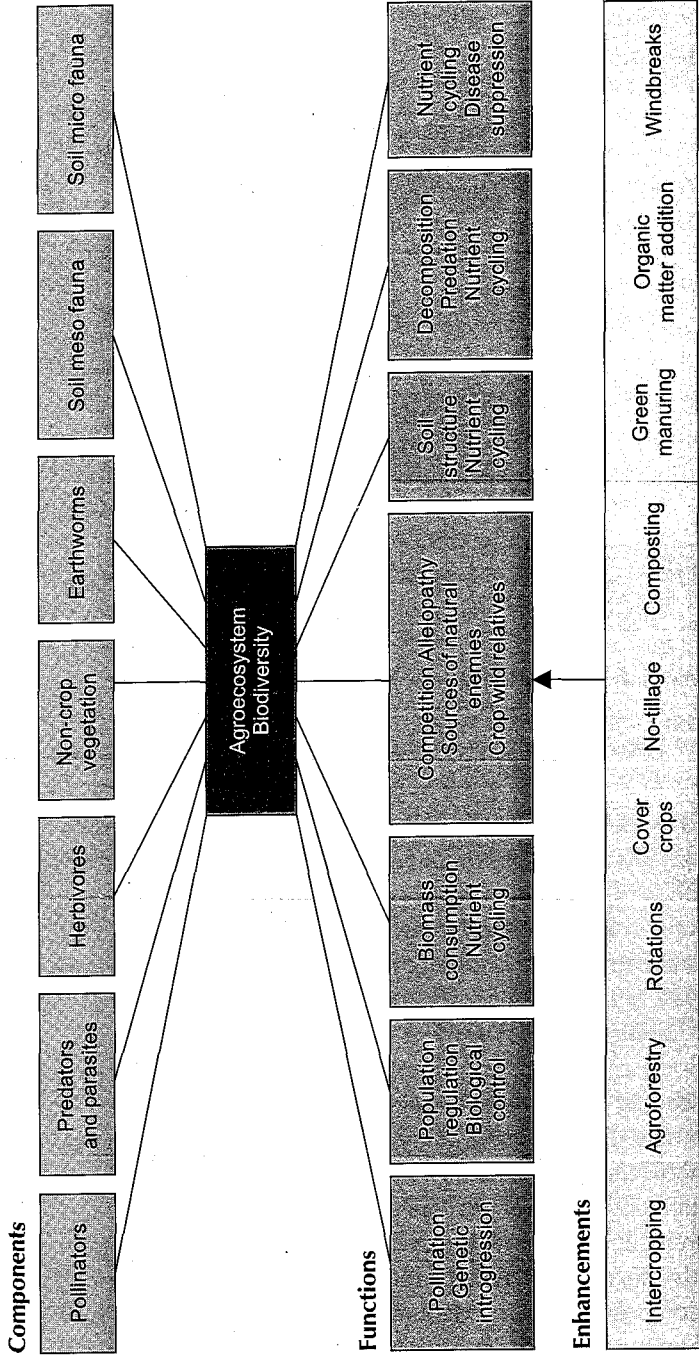 Components
Pollinators
Predators
and parasites
Herbivores
Non-crop
vegetation
Earthworms
Soil meso fauna
Soil micro fauna
Agroecosystem
Biodiversity
Functions
Pollination
Genetic
Introgression
Population
regulation
Biological
control
Biomass
consumption
Nutrient
cycling
Competition Allelopathy
Sources of natural
enemies
Crop wild relatives
Soil
structure
Nutrient
cycling
Decomposition
Predation
Nutrient
cycling
Nutrient
cycling
Disease
suppression
Enhancements
Intercropping
Agroforestry
Rotations
Cover
crops
No-tillage
Composting
Green
manuring
Organic
matter addition
Windbreaks